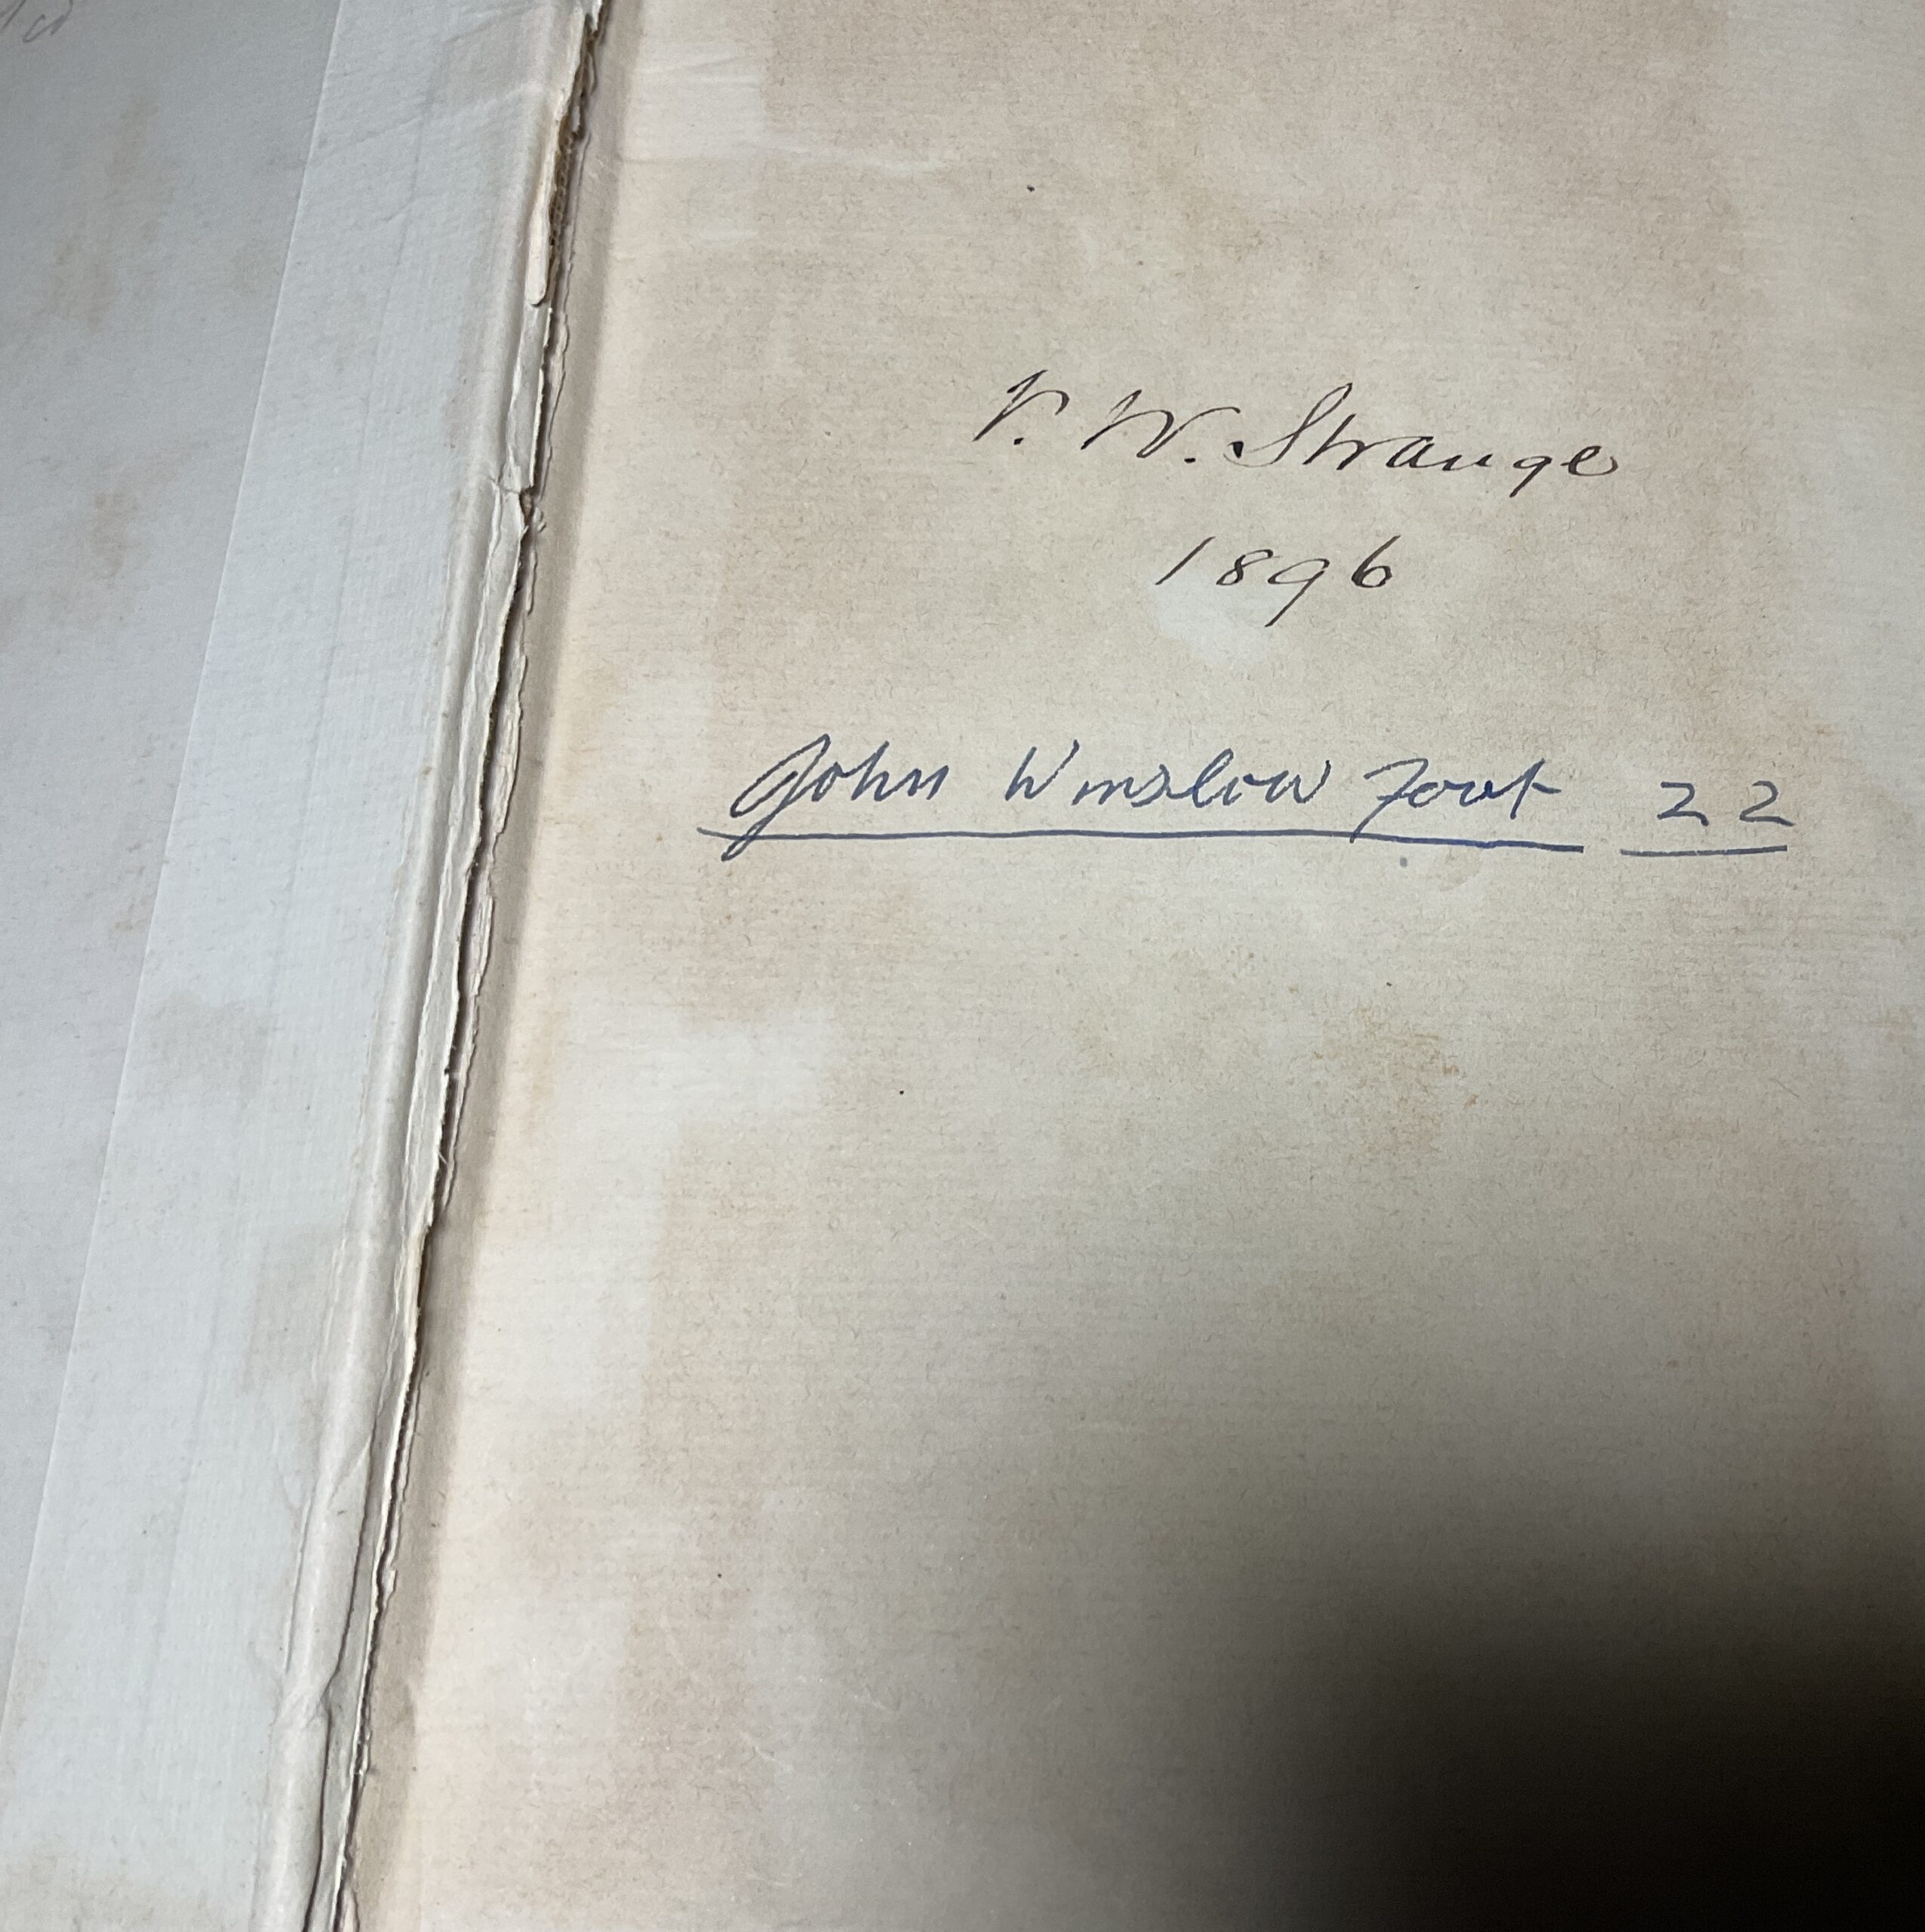 V. W. Strange
1896
John Winslow Foot 22